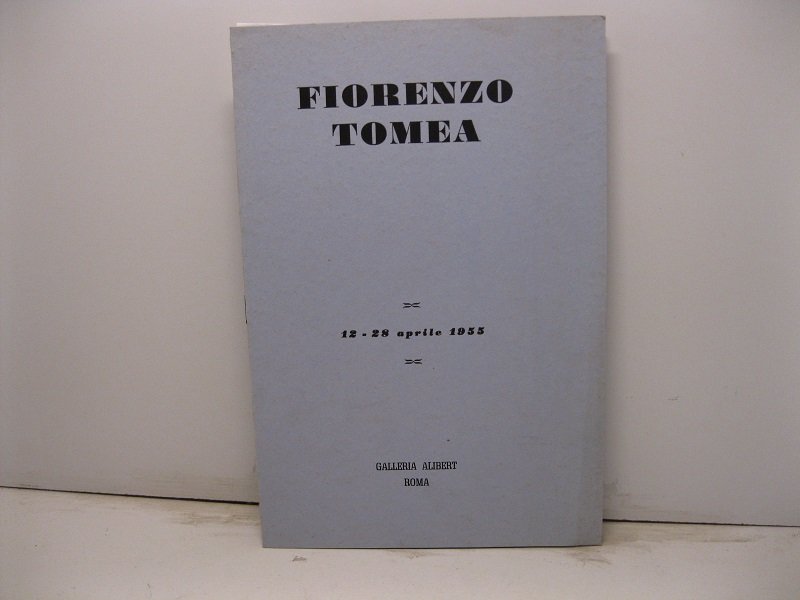 FIORENZO
TOMEA
12 - 28 aprile 1955
GALLERIA ALIBERT
ROMA